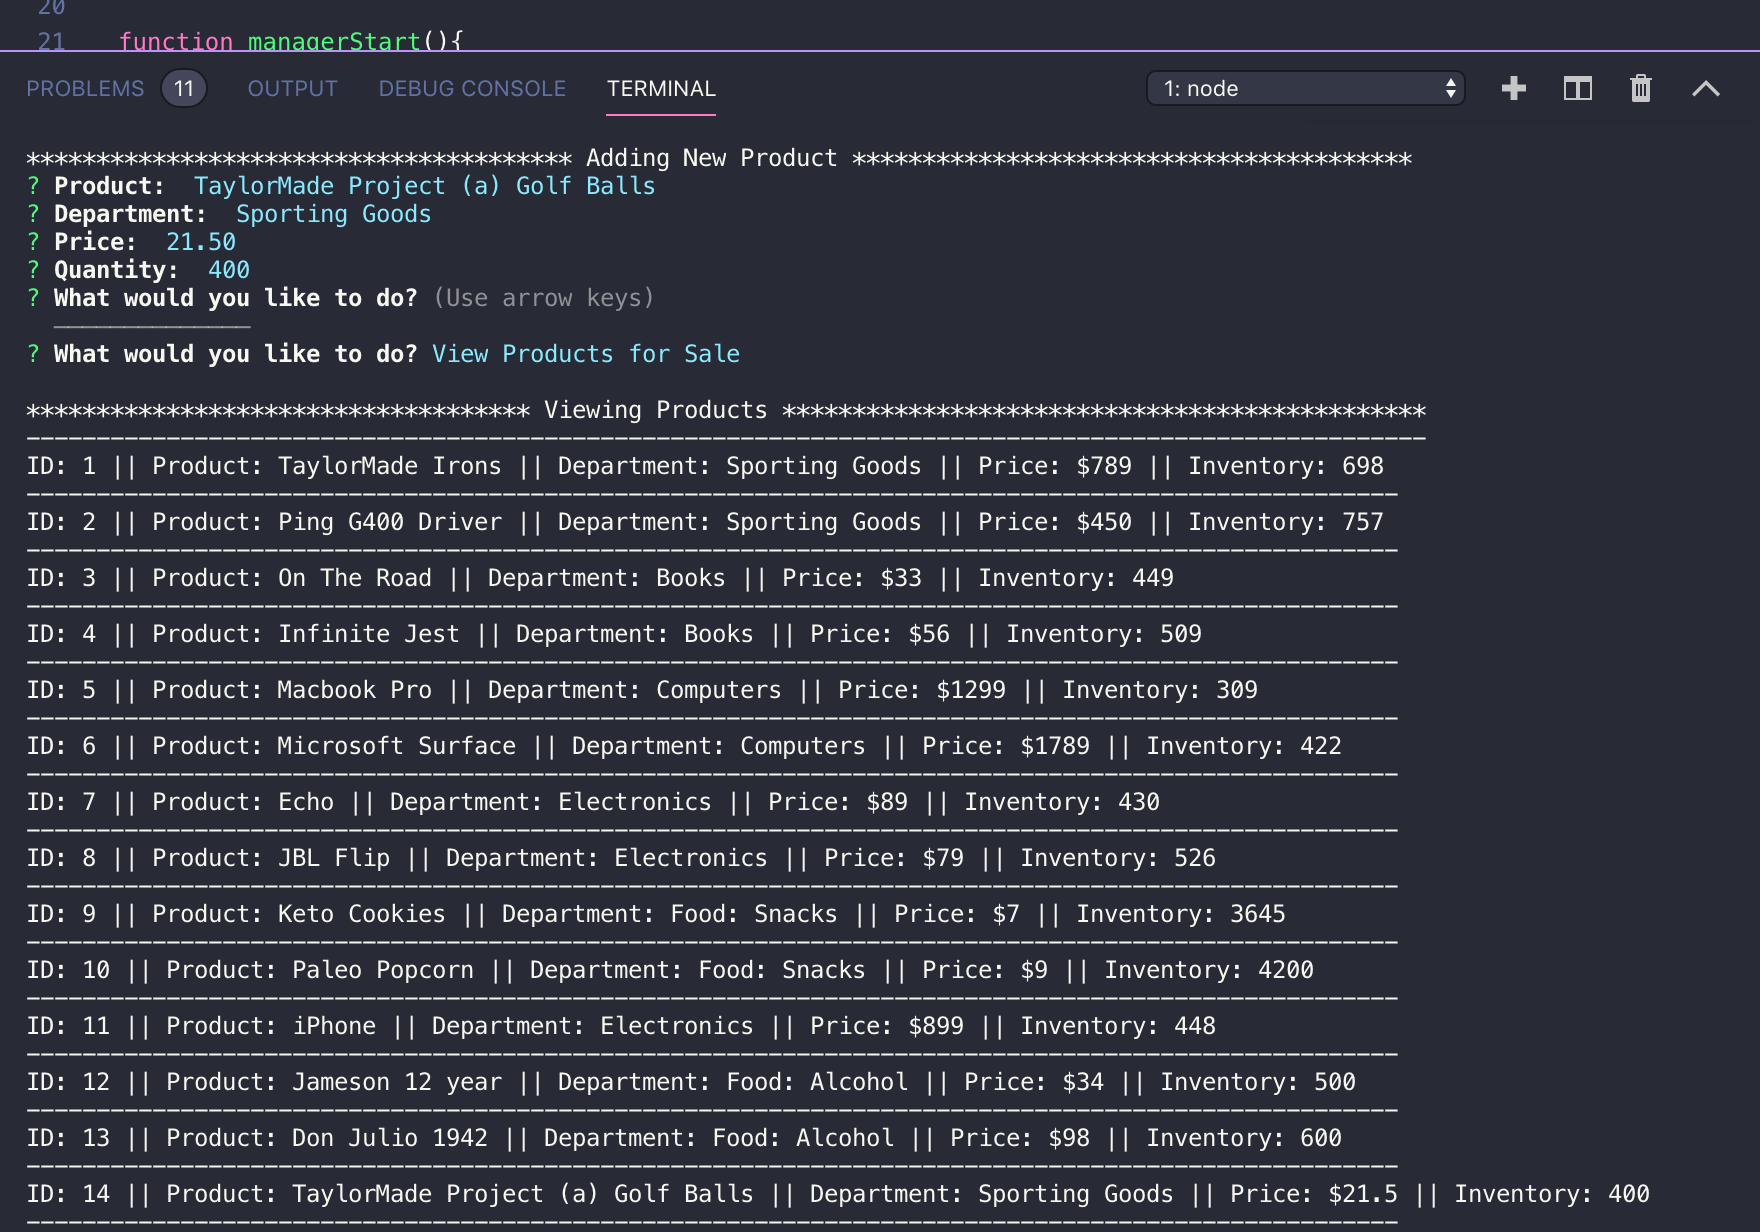 20
21 function managerStart(){
PROBLEMS 11 OUTPUT DEBUG CONSOLE TERMINAL 1: node
*************************************** Adding New Product ****************************************
? Product:  TaylorMade Project (a) Golf Balls
? Department:  Sporting Goods
? Price:  21.50
? Quantity:  400
? What would you like to do? (Use arrow keys)
  ──────────────
? What would you like to do? View Products for Sale
************************************ Viewing Products **********************************************
----------------------------------------------------------------------------------------------------
ID: 1 || Product: TaylorMade Irons || Department: Sporting Goods || Price: $789 || Inventory: 698
--------------------------------------------------------------------------------------------------
ID: 2 || Product: Ping G400 Driver || Department: Sporting Goods || Price: $450 || Inventory: 757
--------------------------------------------------------------------------------------------------
ID: 3 || Product: On The Road || Department: Books || Price: $33 || Inventory: 449
--------------------------------------------------------------------------------------------------
ID: 4 || Product: Infinite Jest || Department: Books || Price: $56 || Inventory: 509
--------------------------------------------------------------------------------------------------
ID: 5 || Product: Macbook Pro || Department: Computers || Price: $1299 || Inventory: 309
--------------------------------------------------------------------------------------------------
ID: 6 || Product: Microsoft Surface || Department: Computers || Price: $1789 || Inventory: 422
--------------------------------------------------------------------------------------------------
ID: 7 || Product: Echo || Department: Electronics || Price: $89 || Inventory: 430
--------------------------------------------------------------------------------------------------
ID: 8 || Product: JBL Flip || Department: Electronics || Price: $79 || Inventory: 526
--------------------------------------------------------------------------------------------------
ID: 9 || Product: Keto Cookies || Department: Food: Snacks || Price: $7 || Inventory: 3645
--------------------------------------------------------------------------------------------------
ID: 10 || Product: Paleo Popcorn || Department: Food: Snacks || Price: $9 || Inventory: 4200
--------------------------------------------------------------------------------------------------
ID: 11 || Product: iPhone || Department: Electronics || Price: $899 || Inventory: 448
--------------------------------------------------------------------------------------------------
ID: 12 || Product: Jameson 12 year || Department: Food: Alcohol || Price: $34 || Inventory: 500
--------------------------------------------------------------------------------------------------
ID: 13 || Product: Don Julio 1942 || Department: Food: Alcohol || Price: $98 || Inventory: 600
--------------------------------------------------------------------------------------------------
ID: 14 || Product: TaylorMade Project (a) Golf Balls || Department: Sporting Goods || Price: $21.5 || Inventory: 400
--------------------------------------------------------------------------------------------------